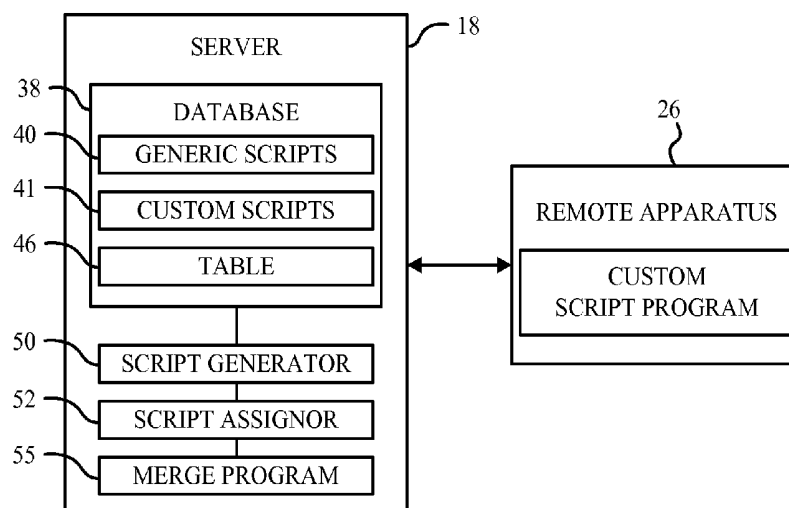 SERVER
18
38
DATABASE
40
GENERIC SCRIPTS
41
CUSTOM SCRIPTS
46
TABLE
50
SCRIPT GENERATOR
52
SCRIPT ASSIGNOR
55
MERGE PROGRAM
26
REMOTE APPARATUS
CUSTOM
SCRIPT PROGRAM